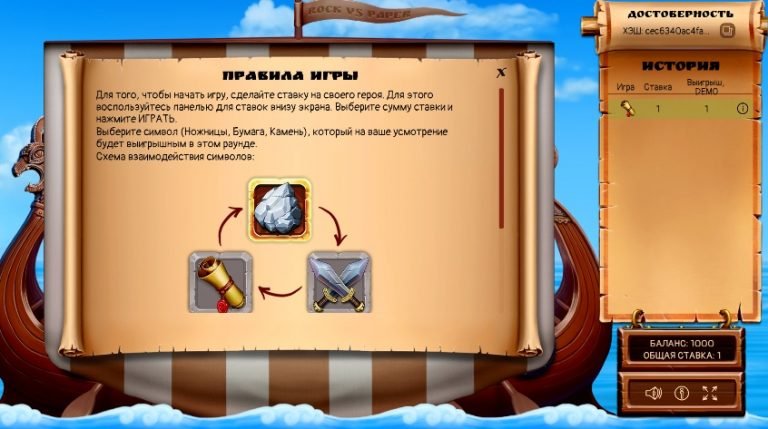 ROCK VS PAPER
ПРАВИЛА ИГРЫ
X
Для того, чтобы начать игру, сделайте ставку на своего героя. Для этого
воспользуйтесь панелью для ставок внизу экрана. Выберите сумму ставки и
нажмите ИГРАТЬ.
Выберите символ (Ножницы, Бумага, Камень), который на ваше усмотрение
будет выигрышным в этом раунде.
Схема взаимодействия символов:
ДОСТОВЕРНОСТЬ
ХЭШ: cec6340ac4fa...
ИСТОРИЯ
Игра Ставка Выигрыш, DEMO
1 1
БАЛАНС: 1000
ОБЩАЯ СТАВКА: 1